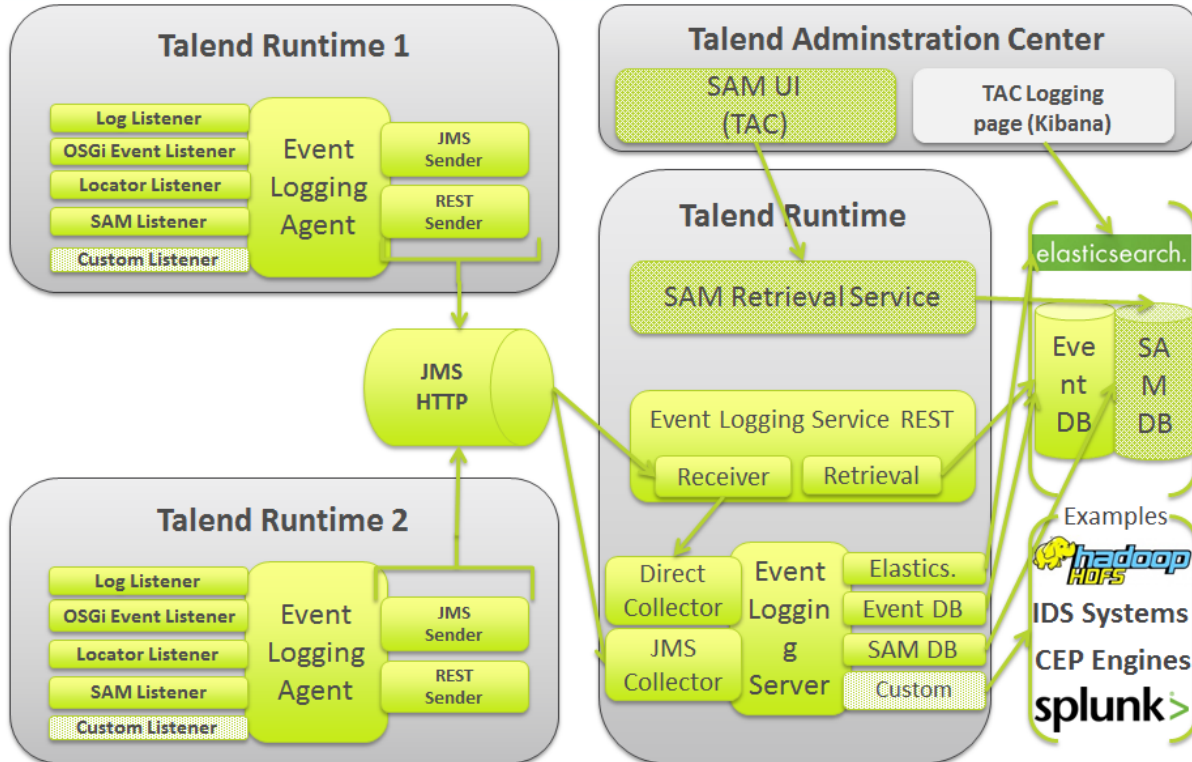 Talend Runtime 1
Log Listener
OSGi Event Listener
Locator Listener
SAM Listener
Custom Listener
Event
Logging
Agent
JMS
Sender
REST
Sender
Talend Adminstration Center
SAM UI
(TAC)
TAC Logging
page (Kibana)
JMS
HTTP
Talend Runtime
SAM Retrieval Service
Event Logging Service REST
Receiver
Retrieval
Direct
Collector
JMS
Collector
Event
Loggin
g
Server
Elastics.
Event DB
SAM DB
Custom
elasticsearch.
Eve
nt
DB
SA
M
DB
Examples
hadoop
HDFS
IDS Systems
CEP Engines
splunk>
Talend Runtime 2
Log Listener
OSGi Event Listener
Locator Listener
SAM Listener
Custom Listener
Event
Logging
Agent
JMS
Sender
REST
Sender